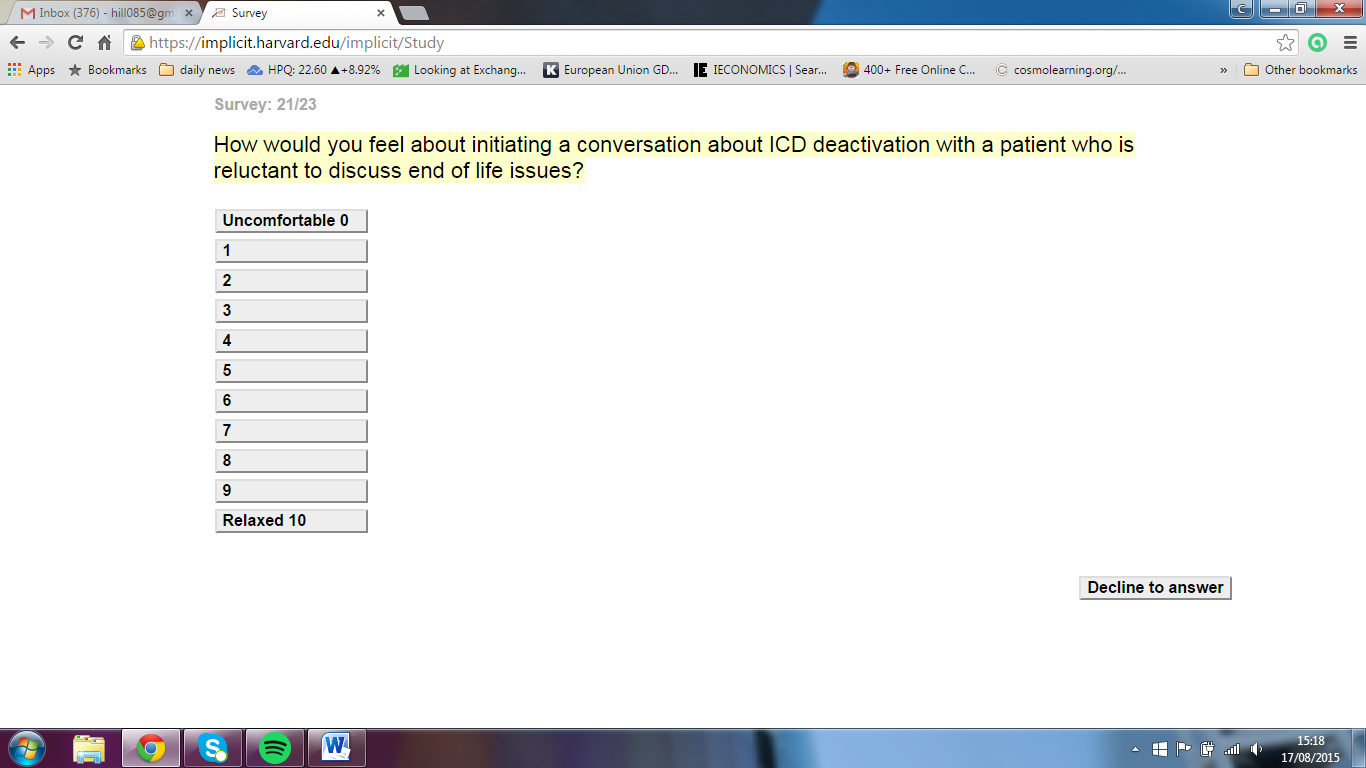 Inbox (376) - hill085@gm
Survey
C
https://implicit.harvard.edu/implicit/Study
Apps
Bookmarks
daily news
HPQ: 22.60 ▲+8.92%
Looking at Exchang...
K
European Union GD...
IE
IECONOMICS | Sear...
400+ Free Online C...
cosmolearning.org/...
»
Other bookmarks
Survey: 21/23
How would you feel about initiating a conversation about ICD deactivation with a patient who is
reluctant to discuss end of life issues?
Uncomfortable 0
1
2
3
4
5
6
7
8
9
Relaxed 10
Decline to answer
15:18
17/08/2015